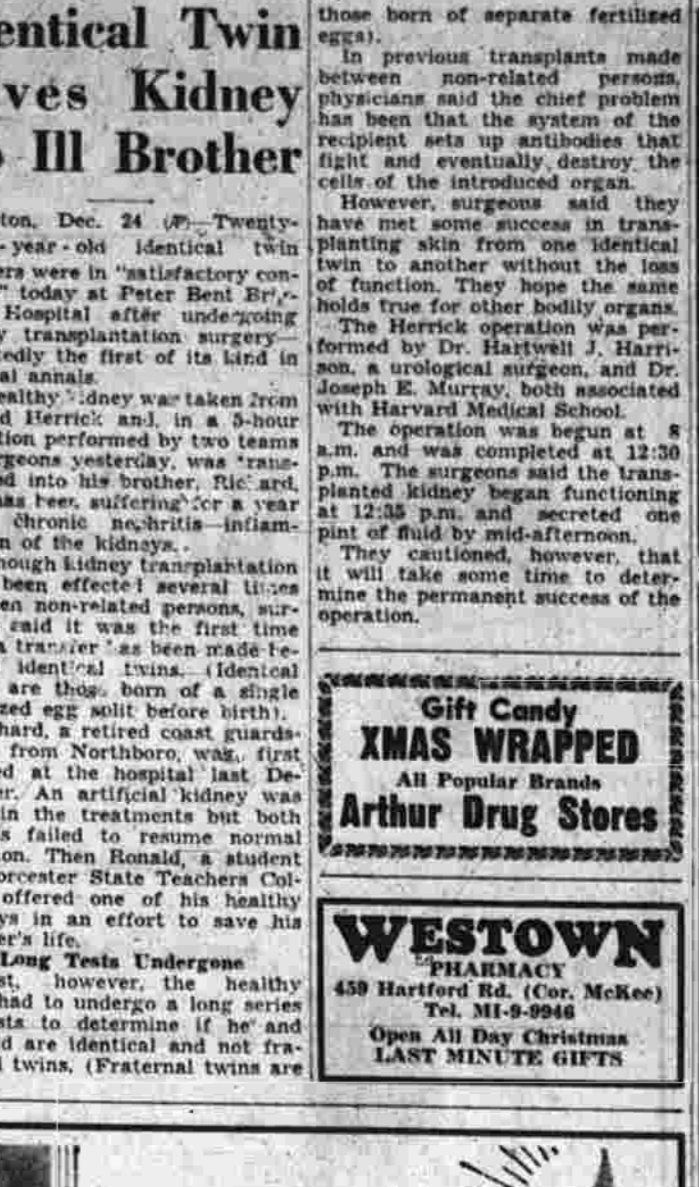 entical Twin
ves Kidney
Ill Brother
ton, Dec. 24 (AP)—Twenty-
-year-old identical twin
ers were in "satisfactory con-
" today at Peter Bent Brig-
Hospital after undergoing
y transplantation surgery—
tedly the first of its kind in
al annals.
ealthy kidney was taken from
d Herrick and, in a 5-hour
tion performed by two teams
rgeons yesterday, was trans-
ed into his brother, Richard,
has been suffering for a year
chronic nephritis—inflam-
n of the kidneys.
hough kidney transplantation
been effected several times
en non-related persons, sur-
said it was the first time
a transfer has been made be-
identical twins. (Identical
are those born of a single
zed egg split before birth).
hard, a retired coast guards-
from Northboro, was first
ed at the hospital last De-
er. An artificial kidney was
in the treatments but both
s failed to resume normal
on. Then Ronald, a student
orcester State Teachers Col-
offered one of his healthy
ys in an effort to save his
er's life.
Long Tests Undergone
st, however, the healthy
had to undergo a long series
sts to determine if he and
d are identical and not fra-
l twins. (Fraternal twins are
those born of separate fertilized
eggs).
In previous transplants made
between non-related persons,
physicians said the chief problem
has been that the system of the
recipient sets up antibodies that
fight and eventually destroy the
cells of the introduced organ.
However, surgeons said they
have met some success in trans-
planting skin from one identical
twin to another without the loss
of function. They hope the same
holds true for other bodily organs.
The Herrick operation was per-
formed by Dr. Hartwell J. Harri-
son, a urological surgeon, and Dr.
Joseph E. Murray, both associated
with Harvard Medical School.
The operation was begun at 8
a.m. and was completed at 12:30
p.m. The surgeons said the trans-
planted kidney began functioning
at 12:35 p.m. and secreted one
pint of fluid by mid-afternoon.
They cautioned, however, that
it will take some time to deter-
mine the permanent success of the
operation.
Gift Candy
XMAS WRAPPED
All Popular Brands
Arthur Drug Stores
WESTOWN
PHARMACY
459 Hartford Rd. (Cor. McKee)
Tel. MI-9-9946
Open All Day Christmas
LAST MINUTE GIFTS